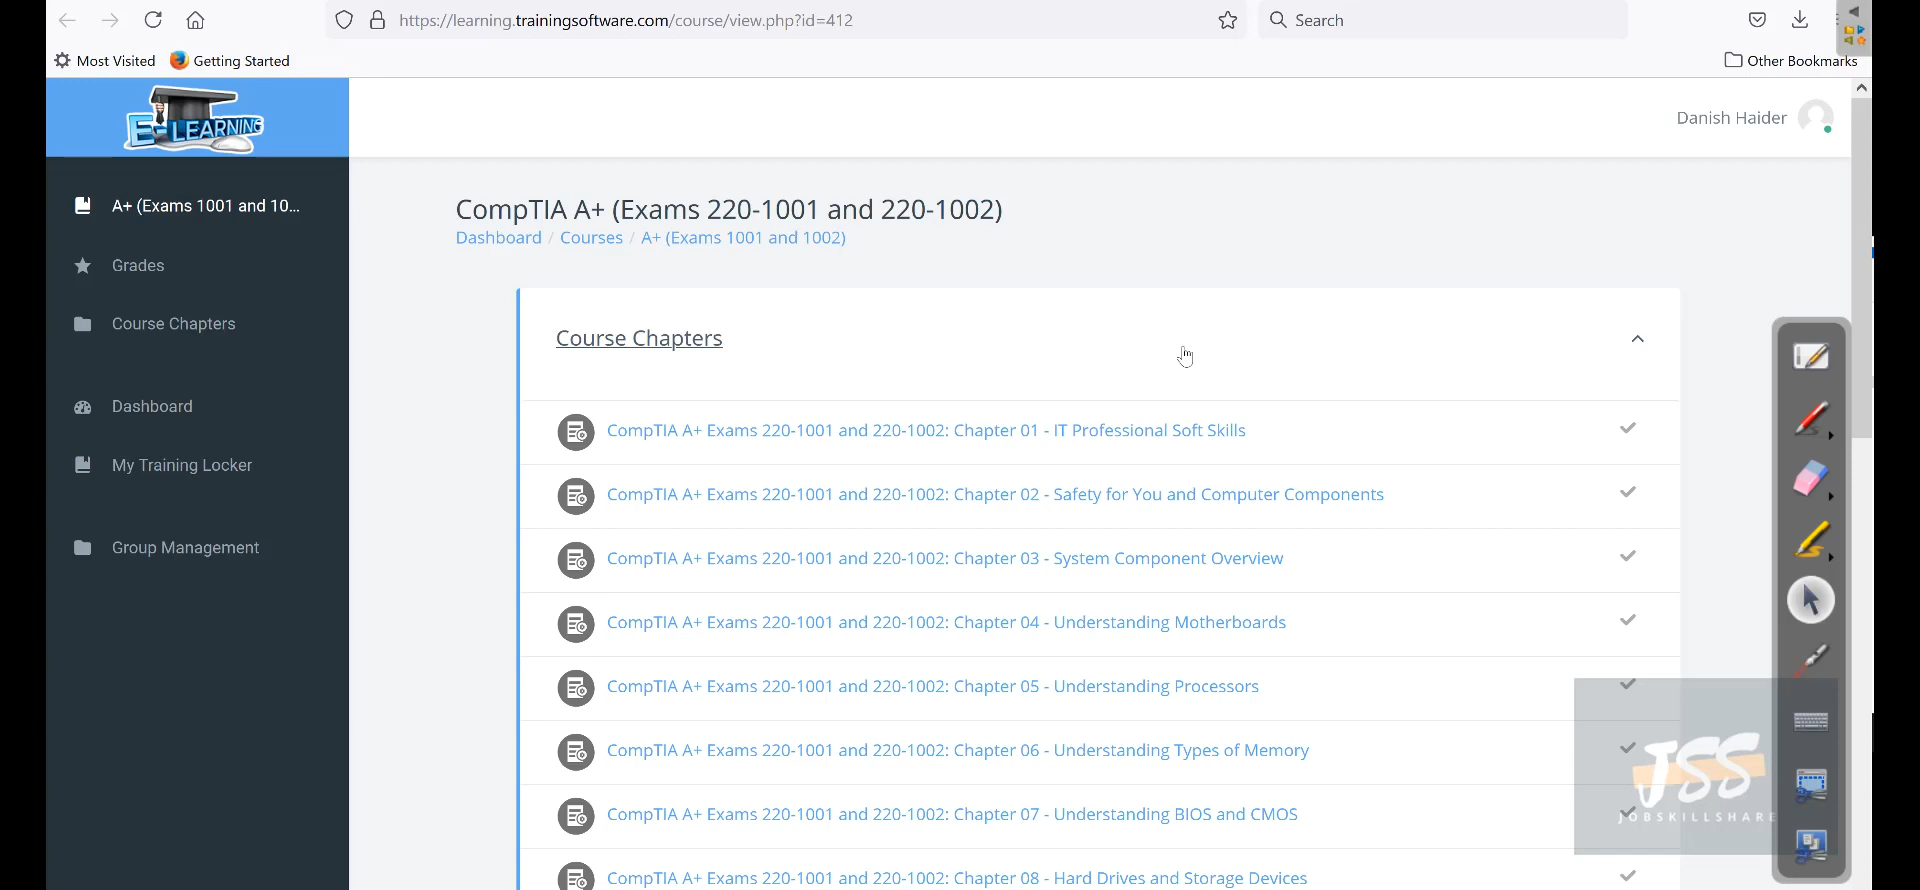 https://learning.trainingsoftware.com/course/view.php?id=412
Search
Most Visited
Getting Started
Other Bookmarks
E-LEARNING
Danish Haider
A+ (Exams 1001 and 10...
Grades
Course Chapters
Dashboard
My Training Locker
Group Management
CompTIA A+ (Exams 220-1001 and 220-1002)
Dashboard / Courses / A+ (Exams 1001 and 1002)
Course Chapters
CompTIA A+ Exams 220-1001 and 220-1002: Chapter 01 - IT Professional Soft Skills
CompTIA A+ Exams 220-1001 and 220-1002: Chapter 02 - Safety for You and Computer Components
CompTIA A+ Exams 220-1001 and 220-1002: Chapter 03 - System Component Overview
CompTIA A+ Exams 220-1001 and 220-1002: Chapter 04 - Understanding Motherboards
CompTIA A+ Exams 220-1001 and 220-1002: Chapter 05 - Understanding Processors
CompTIA A+ Exams 220-1001 and 220-1002: Chapter 06 - Understanding Types of Memory
CompTIA A+ Exams 220-1001 and 220-1002: Chapter 07 - Understanding BIOS and CMOS
CompTIA A+ Exams 220-1001 and 220-1002: Chapter 08 - Hard Drives and Storage Devices
JSS
JOBSKILLSHARE